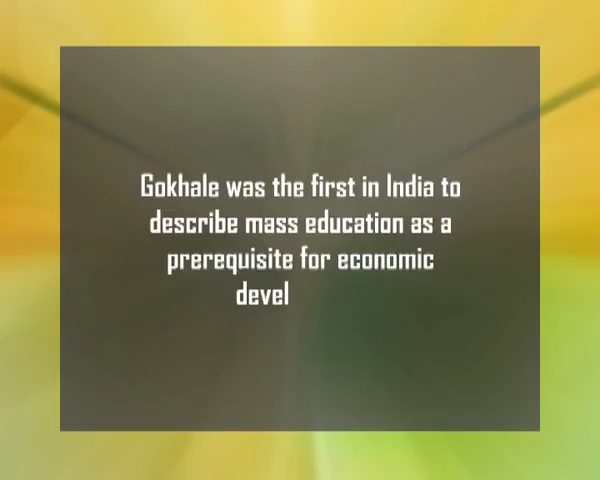 Gokhale was the first in India to
describe mass education as a
prerequisite for economic
devel